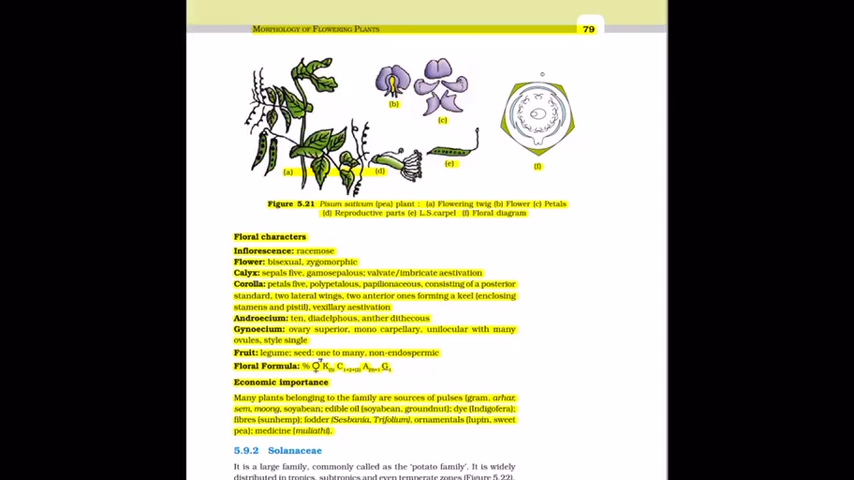 MORPHOLOGY OF FLOWERING PLANTS 79
(b)
(c)
(a)
(d)
(e)
(f)
Figure 5.21 Pisum sativum (pea) plant : (a) Flowering twig (b) Flower (c) Petals
(d) Reproductive parts (e) L.S.carpel (f) Floral diagram
Floral characters
Inflorescence: racemose
Flower: bisexual, zygomorphic
Calyx: sepals five, gamosepalous; valvate/imbricate aestivation
Corolla: petals five, polypetalous, papilionaceous, consisting of a posterior
standard, two lateral wings, two anterior ones forming a keel (enclosing
stamens and pistil), vexillary aestivation
Androecium: ten, diadelphous, anther dithecous
Gynoecium: ovary superior, mono carpellary, unilocular with many
ovules, style single
Fruit: legume; seed: one to many, non-endospermic
Floral Formula: % ⚥ K(5) C1+2+(2) A(9)+1 G1
Economic importance
Many plants belonging to the family are sources of pulses (gram, arhar,
sem, moong, soyabean; edible oil (soyabean, groundnut); dye (Indigofera);
fibres (sunhemp); fodder (Sesbania, Trifolium), ornamentals (lupin, sweet
pea); medicine (muliathi).
5.9.2 Solanaceae
It is a large family, commonly called as the 'potato family'. It is widely
distributed in tropics, subtropics and even temperate zones (Figure 5.22).